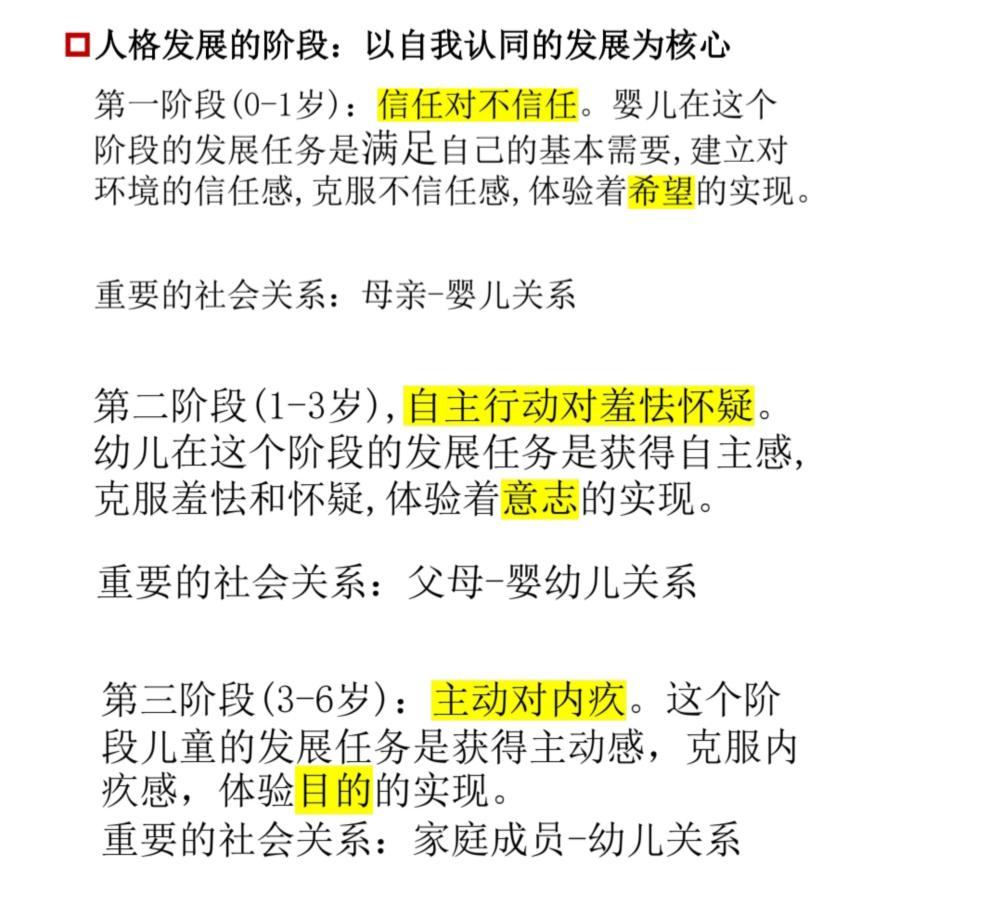 人格发展的阶段：以自我认同的发展为核心
第一阶段(0-1岁)：信任对不信任。婴儿在这个
阶段的发展任务是满足自己的基本需要,建立对
环境的信任感,克服不信任感,体验着希望的实现。
重要的社会关系：母亲-婴儿关系
第二阶段(1-3岁),自主行动对羞怯怀疑。
幼儿在这个阶段的发展任务是获得自主感,
克服羞怯和怀疑,体验着意志的实现。
重要的社会关系：父母-婴幼儿关系
第三阶段(3-6岁)：主动对内疚。这个阶
段儿童的发展任务是获得主动感，克服内
疚感，体验目的的实现。
重要的社会关系：家庭成员-幼儿关系